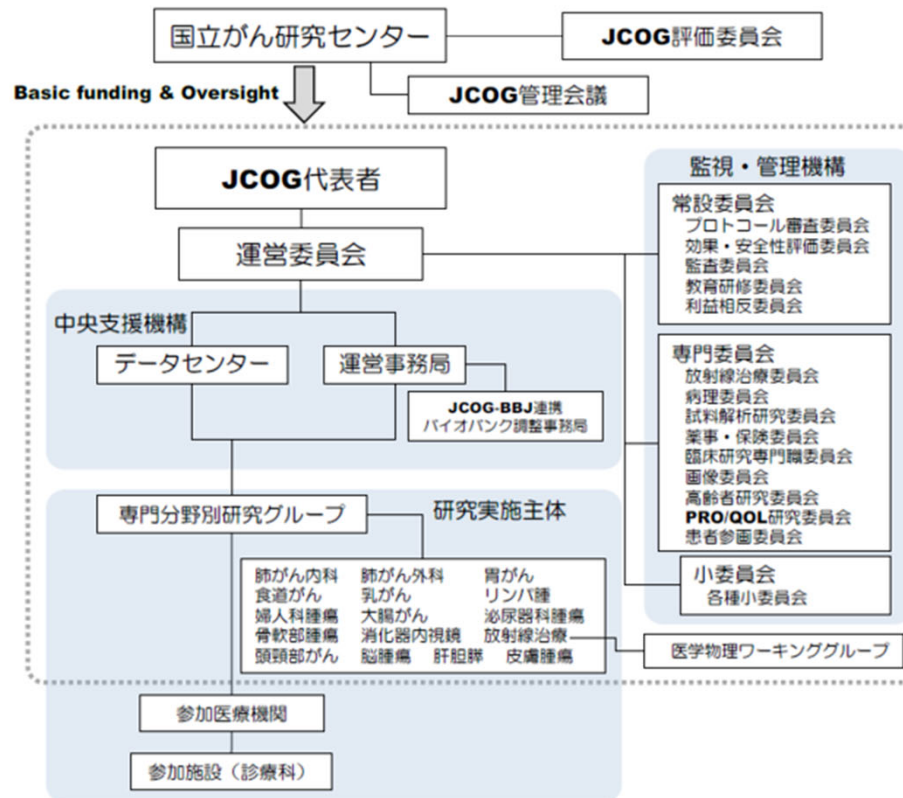 国立がん研究センター
JCOG評価委員会
Basic funding & Oversight
JCOG管理会議
JCOG代表者
監視・管理機構
常設委員会
プロトコール審査委員会
効果・安全性評価委員会
監査委員会
教育研修委員会
利益相反委員会
運営委員会
中央支援機構
データセンター
運営事務局
JCOG-BBJ連携
バイオバンク調整事務局
専門委員会
放射線治療委員会
病理委員会
試料解析研究委員会
薬事・保険委員会
臨床研究専門職委員会
画像委員会
高齢者研究委員会
PRO/QOL研究委員会
患者参画委員会
小委員会
各種小委員会
専門分野別研究グループ
研究実施主体
肺がん内科 肺がん外科 胃がん
食道がん 乳がん リンパ腫
婦人科腫瘍 大腸がん 泌尿器科腫瘍
骨軟部腫瘍 消化器内視鏡 放射線治療
頭頸部がん 脳腫瘍 肝胆膵 皮膚腫瘍
医学物理ワーキンググループ
参加医療機関
参加施設（診療科）